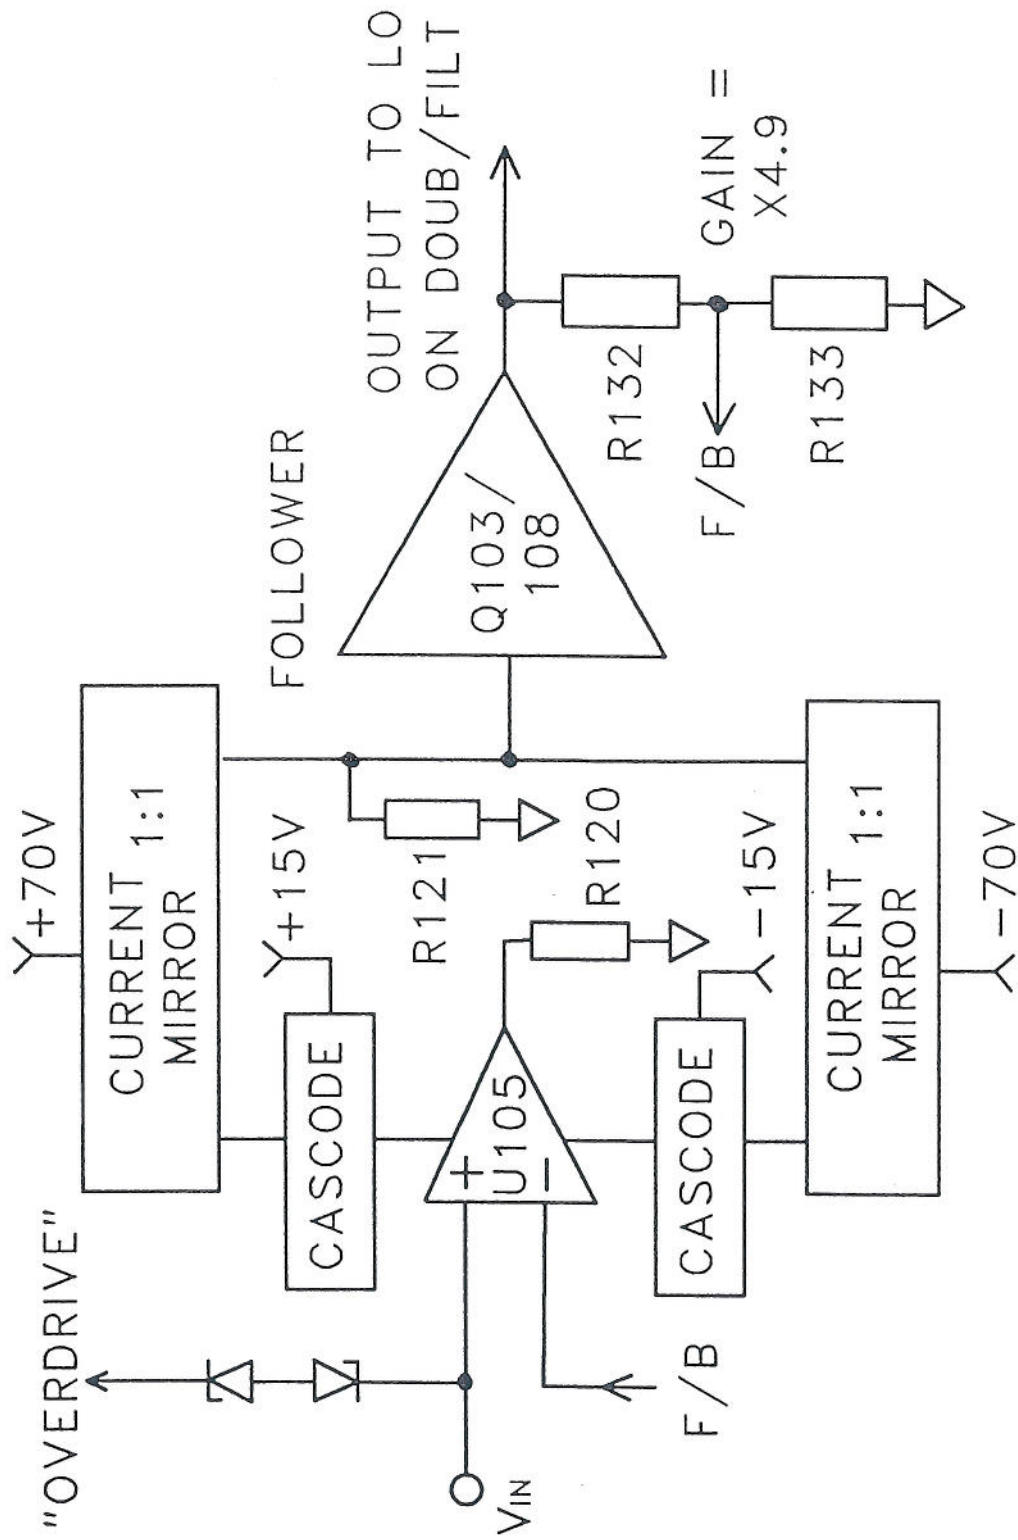 "OVERDRIVE"
+70V
CURRENT 1:1
MIRROR
FOLLOWER
OUTPUT TO LO
ON DOUB/FILT
CASCODE
+15V
R121
VIN
+
U105
−
R120
Q103/
108
R132
GAIN =
X4.9
F/B
F/B
R133
CASCODE
−15V
CURRENT 1:1
MIRROR
−70V